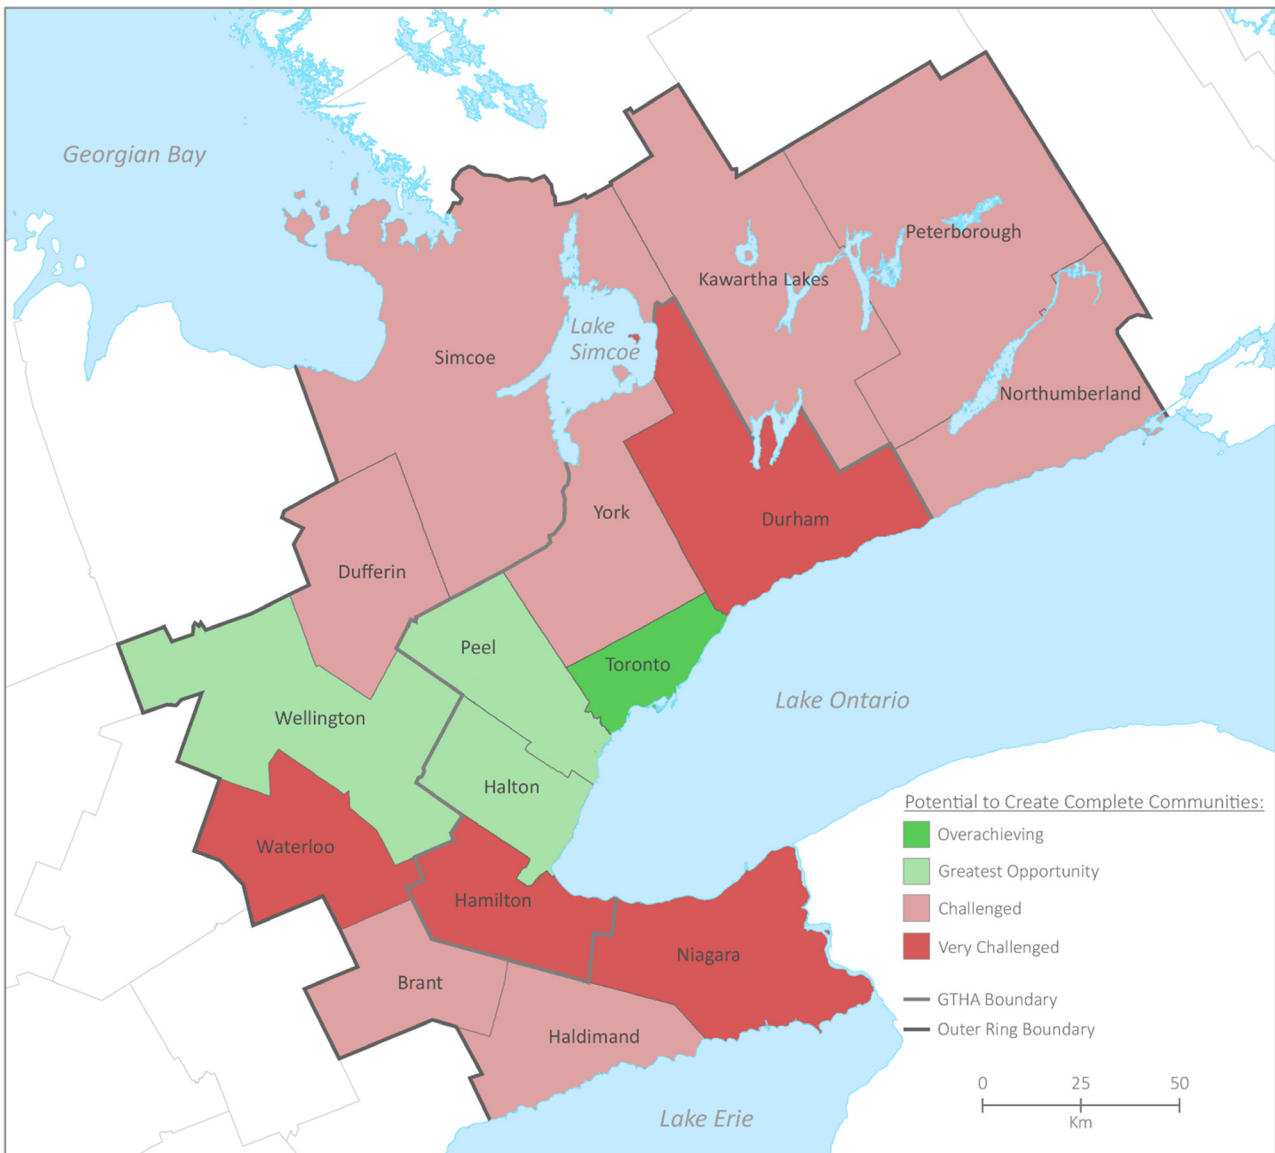 Georgian Bay
Peterborough
Kawartha Lakes
Lake
Simcoe
Simcoe
Northumberland
York
Durham
Dufferin
Peel
Toronto
Lake Ontario
Wellington
Halton
Waterloo
Hamilton
Niagara
Brant
Haldimand
Lake Erie
Potential to Create Complete Communities:
Overachieving
Greatest Opportunity
Challenged
Very Challenged
GTHA Boundary
Outer Ring Boundary
0 25 50
Km